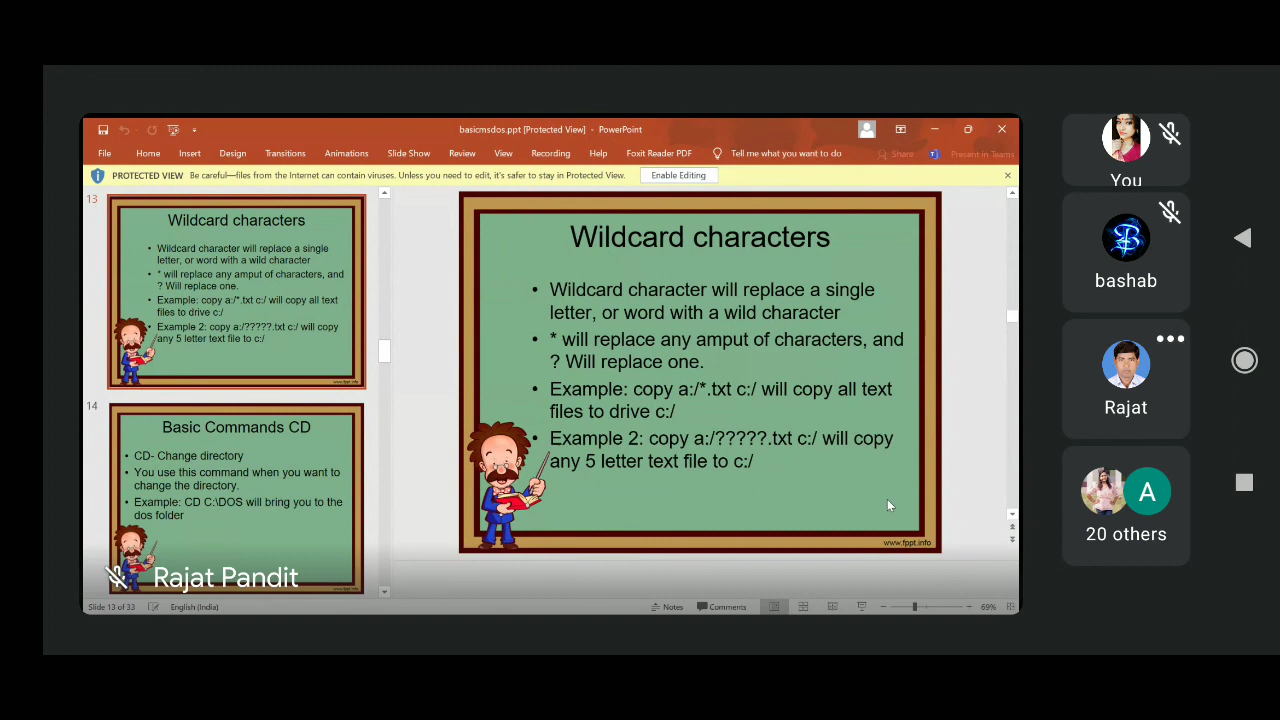 basicmsdos.ppt [Protected View] - PowerPoint
File Home Insert Design Transitions Animations Slide Show Review View Recording Help Foxit Reader PDF Tell me what you want to do Share Present in Teams
PROTECTED VIEW Be careful—files from the Internet can contain viruses. Unless you need to edit, it's safer to stay in Protected View. Enable Editing
13
Wildcard characters
• Wildcard character will replace a single
letter, or word with a wild character
• * will replace any amput of characters, and
? Will replace one.
• Example: copy a:/*.txt c:/ will copy all text
files to drive c:/
• Example 2: copy a:/?????.txt c:/ will copy
any 5 letter text file to c:/
www.fppt.info
14
Basic Commands CD
• CD- Change directory
• You use this command when you want to
change the directory.
• Example: CD C:\DOS will bring you to the
dos folder
www.fppt.info
Wildcard characters
• Wildcard character will replace a single
letter, or word with a wild character
• * will replace any amput of characters, and
? Will replace one.
• Example: copy a:/*.txt c:/ will copy all text
files to drive c:/
• Example 2: copy a:/?????.txt c:/ will copy
any 5 letter text file to c:/
www.fppt.info
Rajat Pandit
Slide 13 of 33 English (India) Notes Comments 69%
You
bashab
Rajat
A
20 others